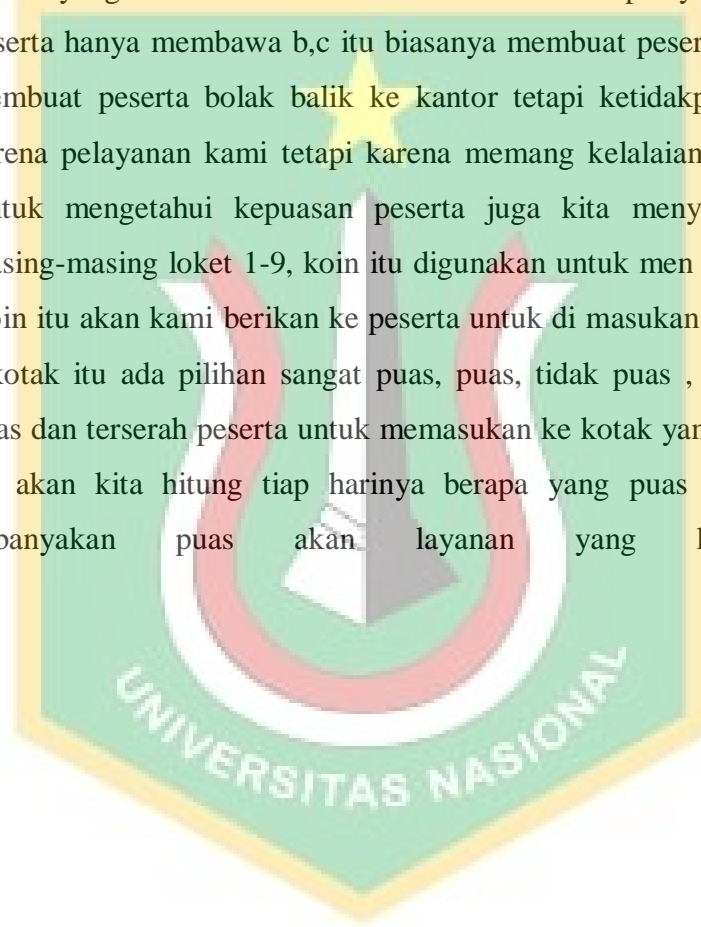 serta hanya membawa b,c itu biasanya membuat peser
embuat peserta bolak balik ke kantor tetapi ketidakp
rena pelayanan kami tetapi karena memang kelalaian
tuk mengetahui kepuasan peserta juga kita meny
asing-masing loket 1-9, koin itu digunakan untuk men
oin itu akan kami berikan ke peserta untuk di masukan
kotak itu ada pilihan sangat puas, puas, tidak puas ,
as dan terserah peserta untuk memasukan ke kotak yan
akan kita hitung tiap harinya berapa yang puas
banyakan puas akan layanan yang
UNIVERSITAS NASIONAL